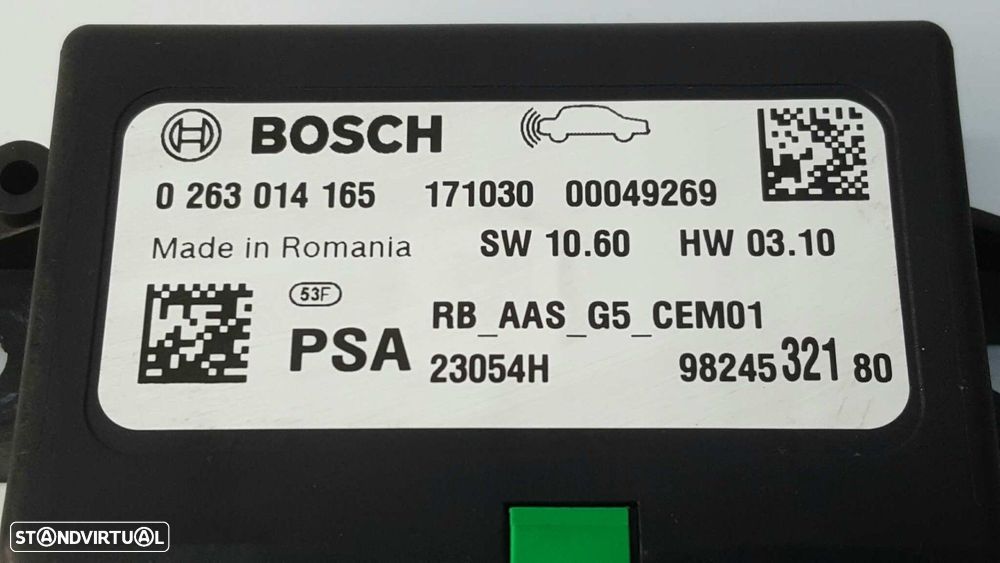 BOSCH
0 263 014 165 171030 00049269
Made in Romania SW 10.60 HW 03.10
53F
PSA
RB_AAS_G5_CEM01
23054H 98245 321 80
STANDVIRTUAL